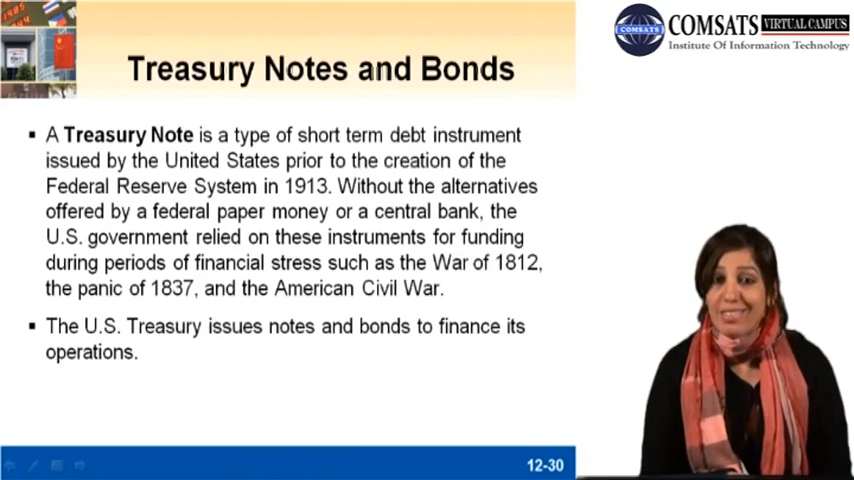 COMSATS VIRTUAL CAMPUS
Institute Of Information Technology
COMSATS
Treasury Notes and Bonds
▪ A Treasury Note is a type of short term debt instrument
issued by the United States prior to the creation of the
Federal Reserve System in 1913. Without the alternatives
offered by a federal paper money or a central bank, the
U.S. government relied on these instruments for funding
during periods of financial stress such as the War of 1812,
the panic of 1837, and the American Civil War.
▪ The U.S. Treasury issues notes and bonds to finance its
operations.
12-30